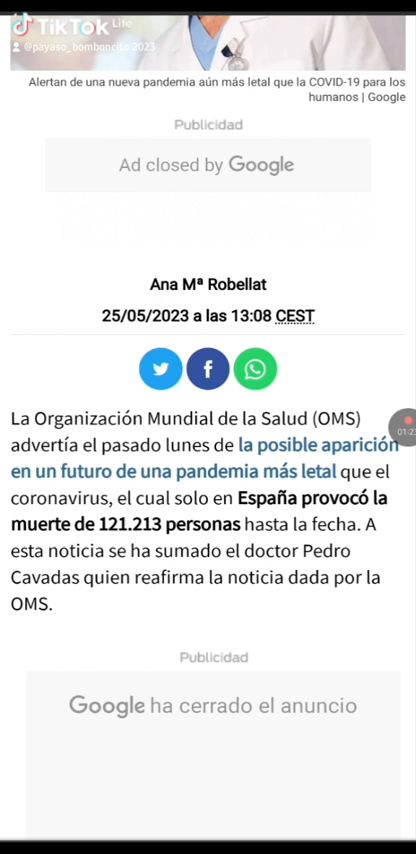 TikTok Lite
@payaso_bomboncito.2023
Alertan de una nueva pandemia aún más letal que la COVID-19 para los
humanos | Google
Publicidad
Ad closed by Google
Ana Mª Robellat
25/05/2023 a las 13:08 CEST
La Organización Mundial de la Salud (OMS)
advertía el pasado lunes de la posible aparición
en un futuro de una pandemia más letal que el
coronavirus, el cual solo en España provocó la
muerte de 121.213 personas hasta la fecha. A
esta noticia se ha sumado el doctor Pedro
Cavadas quien reafirma la noticia dada por la
OMS.
Publicidad
Google ha cerrado el anuncio